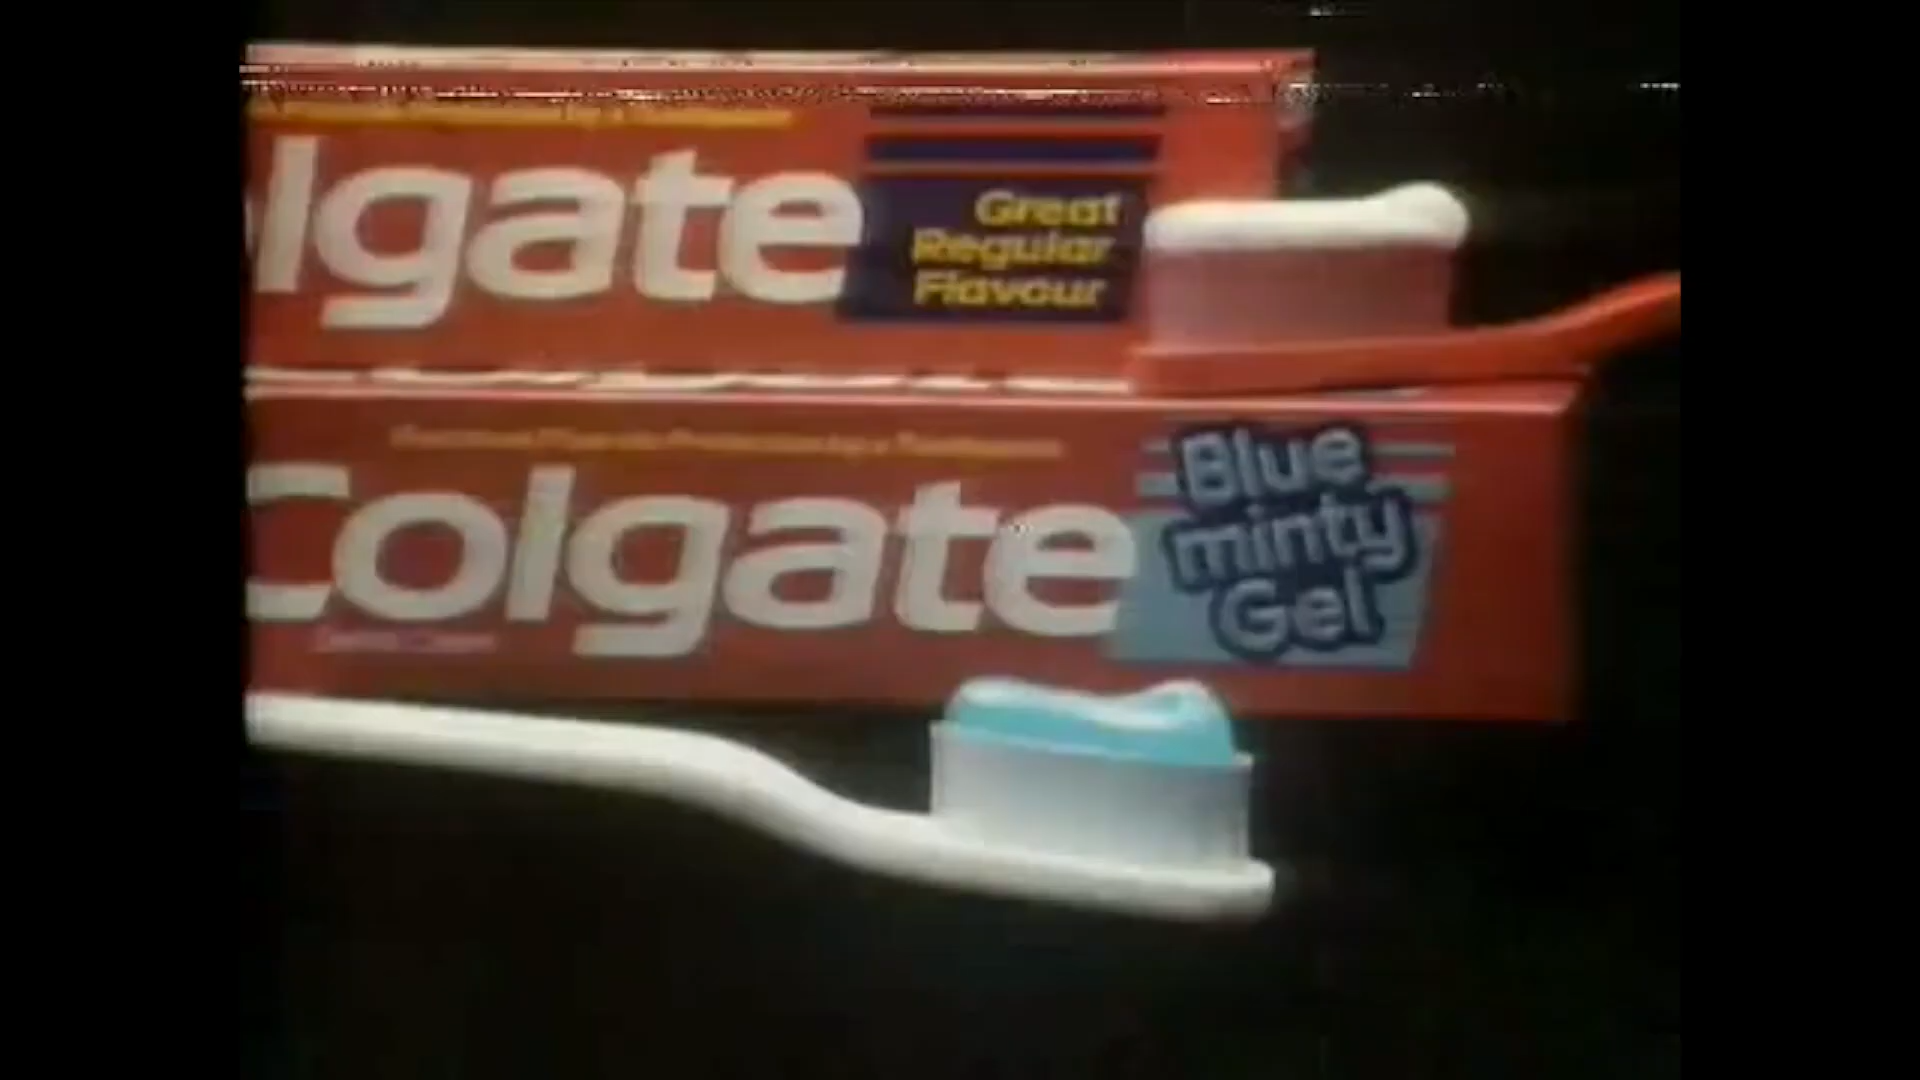 lgate
Great
Regular
Flavour
Colgate
Blue
minty
Gel